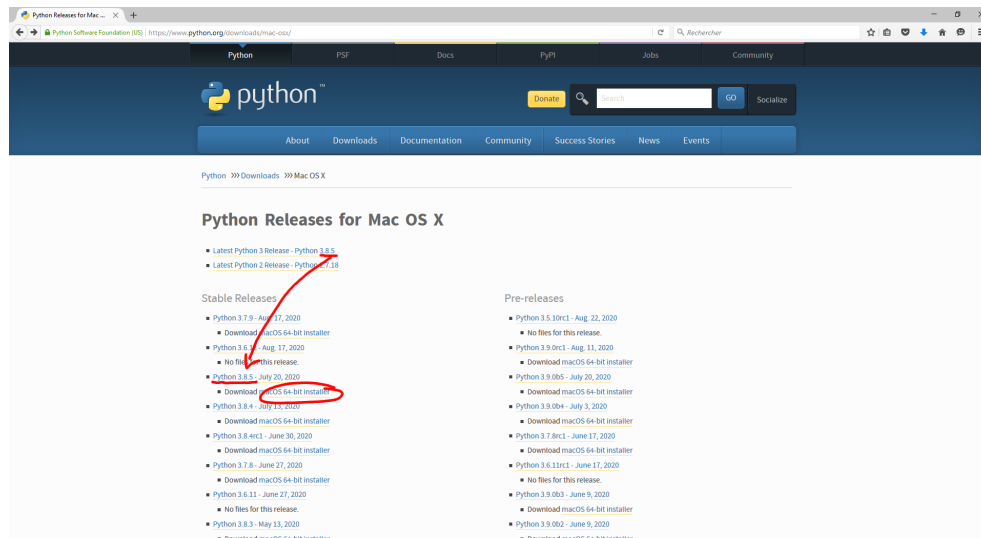 Python Releases for Mac ...
Python Software Foundation (US) https://www.python.org/downloads/mac-osx/
Rechercher
Python PSF Docs PyPI Jobs Community
python™
Donate Search GO Socialize
About Downloads Documentation Community Success Stories News Events
Python >>> Downloads >>> Mac OS X
Python Releases for Mac OS X
Latest Python 3 Release - Python 3.8.5
Latest Python 2 Release - Python 2.7.18
Stable Releases
Python 3.7.9 - Aug. 17, 2020
Download macOS 64-bit installer
Python 3.6.12 - Aug. 17, 2020
No files for this release.
Python 3.8.5 - July 20, 2020
Download macOS 64-bit installer
Python 3.8.4 - July 13, 2020
Download macOS 64-bit installer
Python 3.8.4rc1 - June 30, 2020
Download macOS 64-bit installer
Python 3.7.8 - June 27, 2020
Download macOS 64-bit installer
Python 3.6.11 - June 27, 2020
No files for this release.
Python 3.8.3 - May 13, 2020
Download macOS 64-bit installer
Pre-releases
Python 3.5.10rc1 - Aug. 22, 2020
No files for this release.
Python 3.9.0rc1 - Aug. 11, 2020
Download macOS 64-bit installer
Python 3.9.0b5 - July 20, 2020
Download macOS 64-bit installer
Python 3.9.0b4 - July 3, 2020
Download macOS 64-bit installer
Python 3.7.8rc1 - June 17, 2020
Download macOS 64-bit installer
Python 3.6.11rc1 - June 17, 2020
No files for this release.
Python 3.9.0b3 - June 9, 2020
Download macOS 64-bit installer
Python 3.9.0b2 - June 9, 2020
Download macOS 64-bit installer